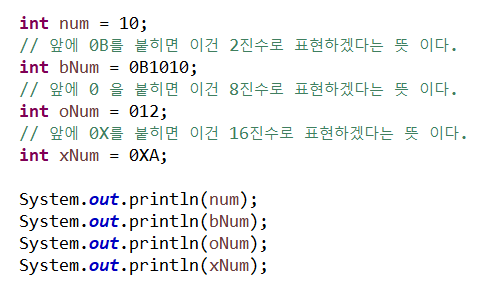 int num = 10;
// 앞에 0B를 붙히면 이건 2진수로 표현하겠다는 뜻 이다.
int bNum = 0B1010;
// 앞에 0 을 붙히면 이건 8진수로 표현하겠다는 뜻 이다.
int oNum = 012;
// 앞에 0X를 붙히면 이건 16진수로 표현하겠다는 뜻 이다.
int xNum = 0XA;
System.out.println(num);
System.out.println(bNum);
System.out.println(oNum);
System.out.println(xNum);